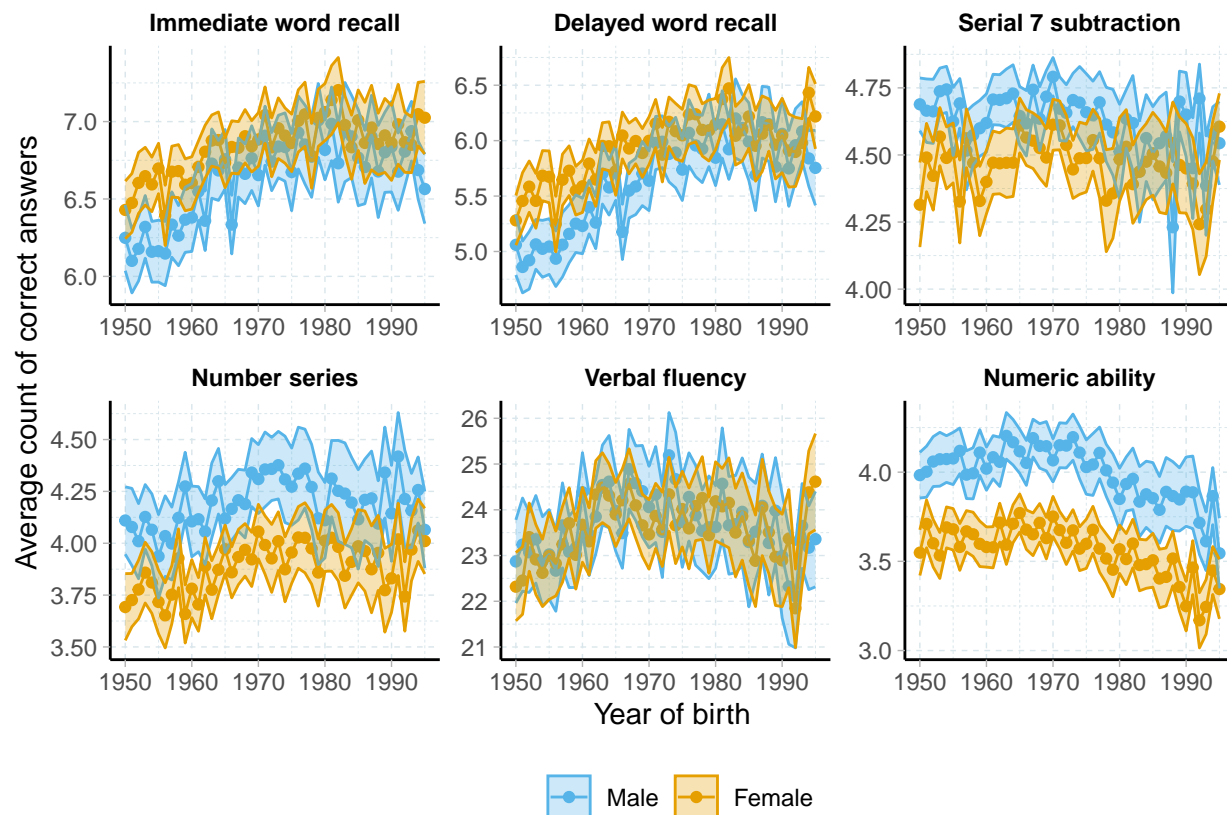 Immediate word recall
Delayed word recall
Serial 7 subtraction
7.0
6.5
6.0
6.5
6.0
5.5
5.0
4.75
4.50
4.25
4.00
1950 1960 1970 1980 1990
1950 1960 1970 1980 1990
1950 1960 1970 1980 1990
Average count of correct answers
Number series
Verbal fluency
Numeric ability
4.50
4.25
4.00
3.75
3.50
26
25
24
23
22
21
4.0
3.5
3.0
1950 1960 1970 1980 1990
1950 1960 1970 1980 1990
1950 1960 1970 1980 1990
Year of birth
Male
Female